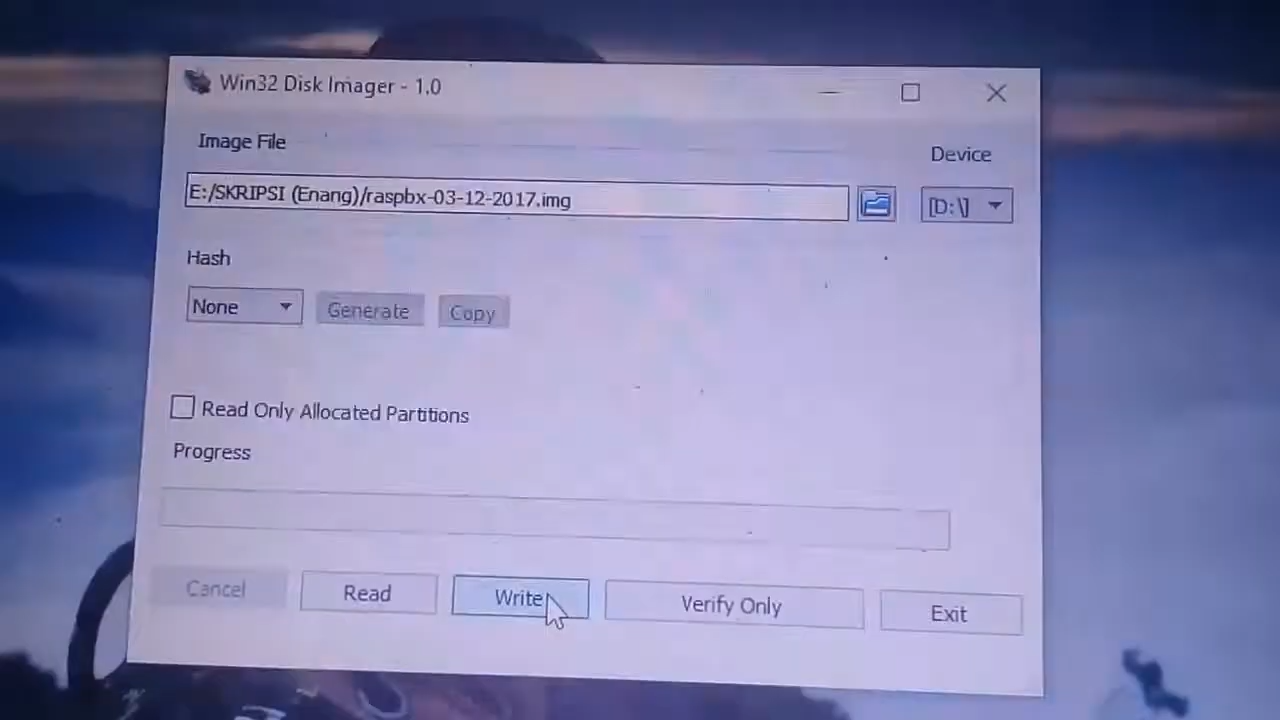 Win32 Disk Imager - 1.0
Image File
Device
E:/SKRIPSI (Enang)/raspbx-03-12-2017.img
[D:\]
Hash
None
Generate
Copy
Read Only Allocated Partitions
Progress
Cancel
Read
Write
Verify Only
Exit